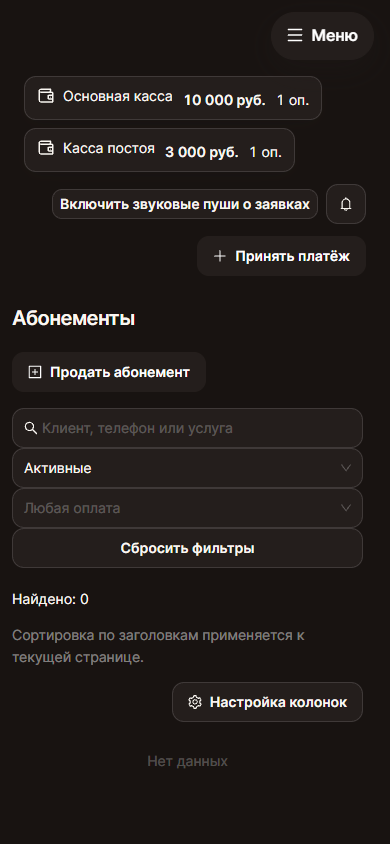 Меню
Основная касса 10 000 руб. 1 оп.
Касса постоя 3 000 руб. 1 оп.
Включить звуковые пуши о заявках
Принять платёж
Абонементы
Продать абонемент
Клиент, телефон или услуга
Активные
Любая оплата
Сбросить фильтры
Найдено: 0
Сортировка по заголовкам применяется к
текущей странице.
Настройка колонок
Нет данных